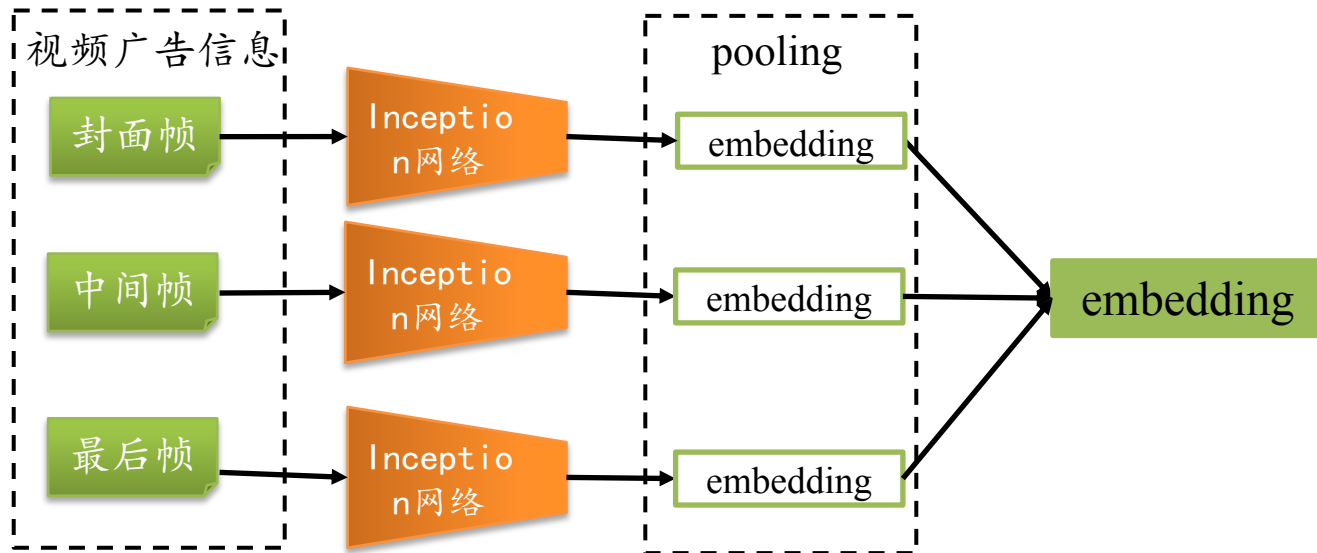 视频广告信息
pooling
封面帧
Inceptio
n网络
embedding
中间帧
Inceptio
n网络
embedding
embedding
最后帧
Inceptio
n网络
embedding